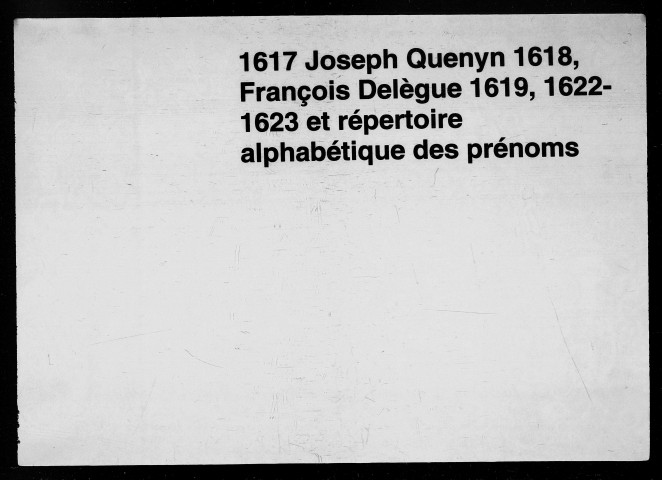 1617 Joseph Quenyn 1618,
François Delègue 1619, 1622-
1623 et répertoire
alphabétique des prénoms